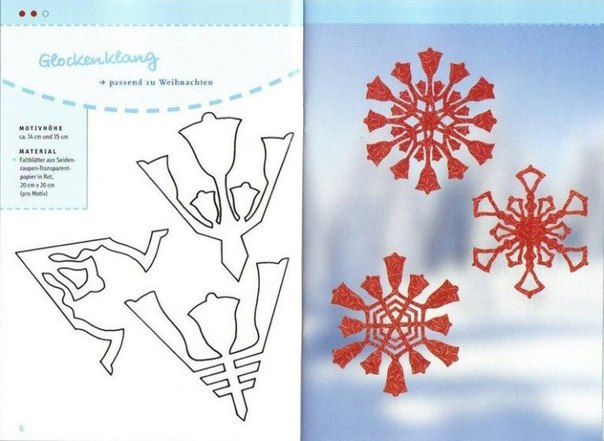 Glockenklang
→ passend zu Weihnachten
MOTIVHÖHE
ca. 14 cm und 15 cm
MATERIAL
• Faltblätter aus Seiden-
raupen-Transparent-
papier in Rot,
20 cm x 20 cm
(pro Motiv)
6